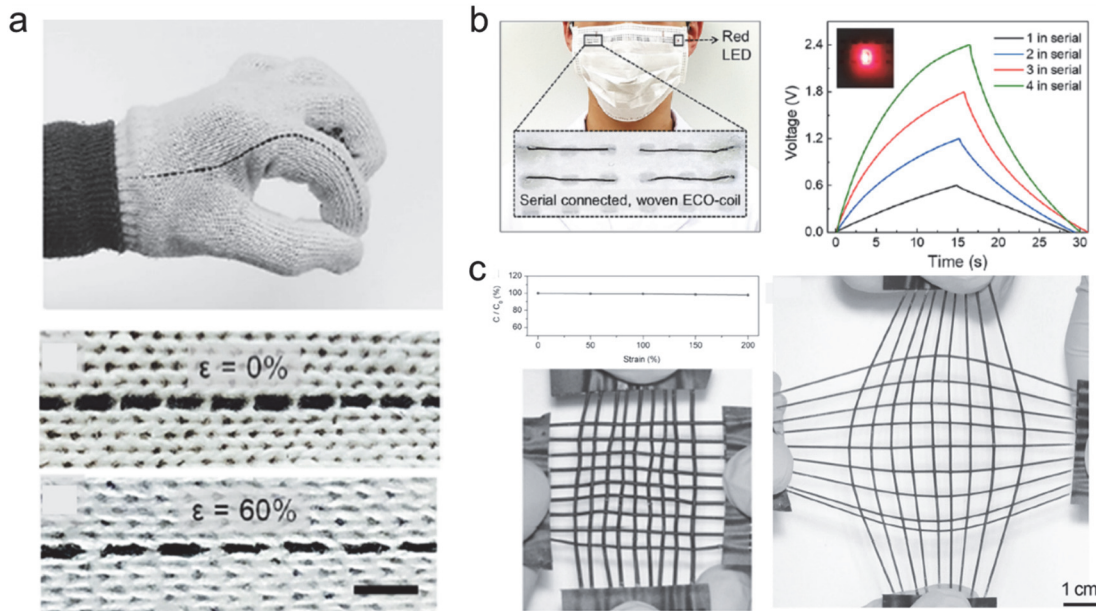 a
ε = 0%
ε = 60%
b
Red
LED
Serial connected, woven ECO-coil
Voltage (V)
2.4
1.8
1.2
0.6
0.0
1 in serial
2 in serial
3 in serial
4 in serial
0 5 10 15 20 25 30
Time (s)
c
C / C₀ (%)
120
100
80
60
0 50 100 150 200
Strain (%)
1 cm